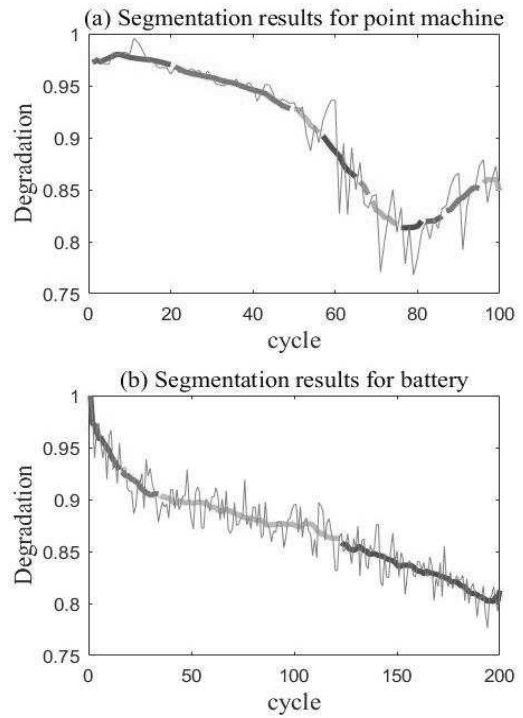 (a) Segmentation results for point machine
1
0.95
0.9
0.85
0.8
0.75
Degradation
0 20 40 60 80 100
cycle
(b) Segmentation results for battery
1
0.95
0.9
0.85
0.8
0.75
Degradation
0 50 100 150 200
cycle